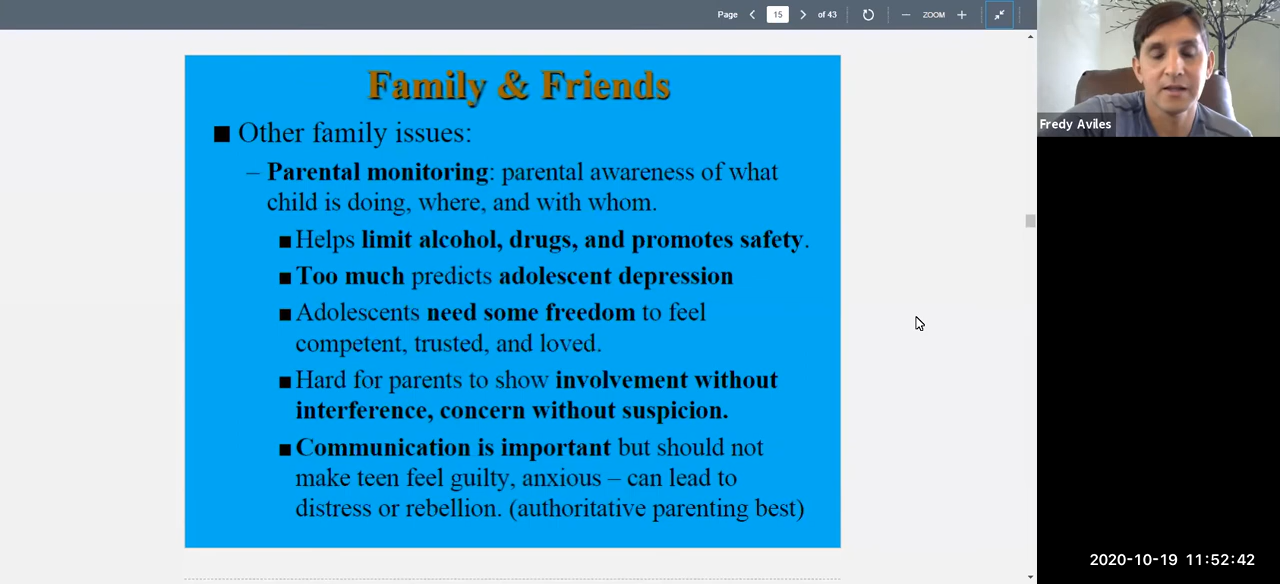 Page 15 of 43 ZOOM
Family & Friends
Other family issues:
– Parental monitoring: parental awareness of what
child is doing, where, and with whom.
Helps limit alcohol, drugs, and promotes safety.
Too much predicts adolescent depression
Adolescents need some freedom to feel
competent, trusted, and loved.
Hard for parents to show involvement without
interference, concern without suspicion.
Communication is important but should not
make teen feel guilty, anxious – can lead to
distress or rebellion. (authoritative parenting best)
Fredy Aviles
2020-10-19 11:52:42